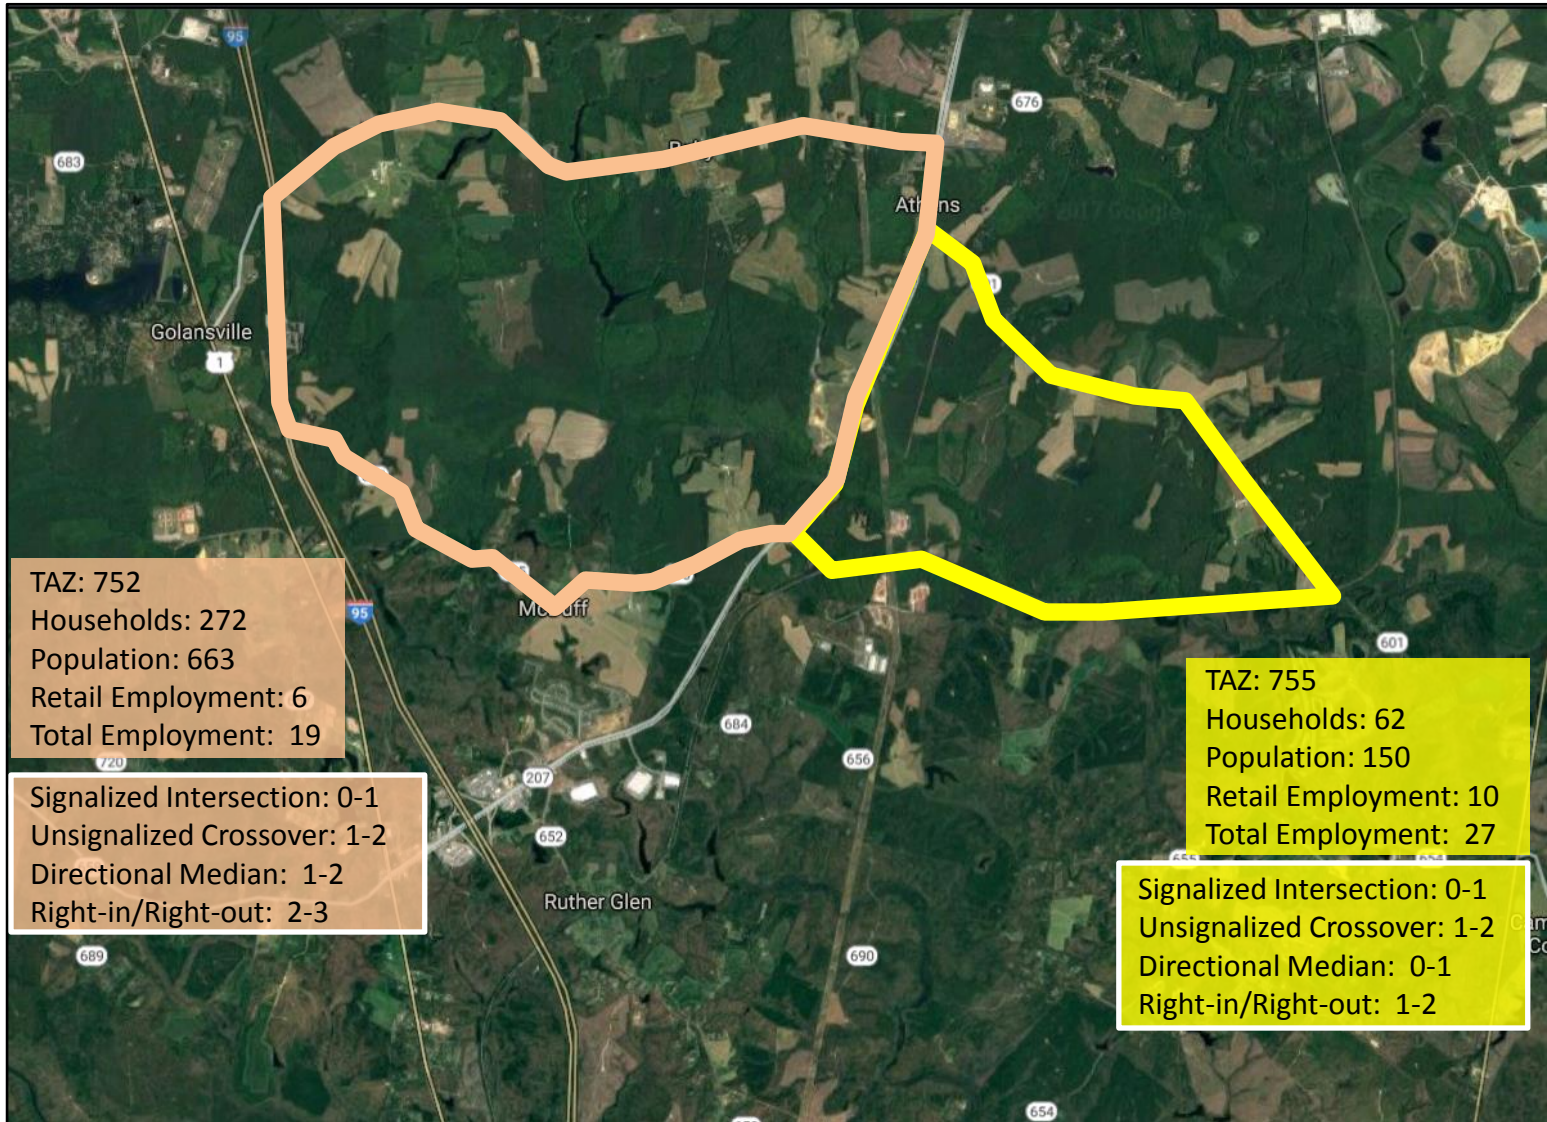 95
676
683
Athens
Golansville
1
TAZ: 752
Households: 272
Population: 663
Retail Employment: 6
Total Employment: 19
95
McDuff
601
TAZ: 755
Households: 62
Population: 150
Retail Employment: 10
Total Employment: 27
684
656
720
207
652
Signalized Intersection: 0-1
Unsignalized Crossover: 1-2
Directional Median: 1-2
Right-in/Right-out: 2-3
654
Signalized Intersection: 0-1
Unsignalized Crossover: 1-2
Directional Median: 0-1
Right-in/Right-out: 1-2
Ruther Glen
689
690
654